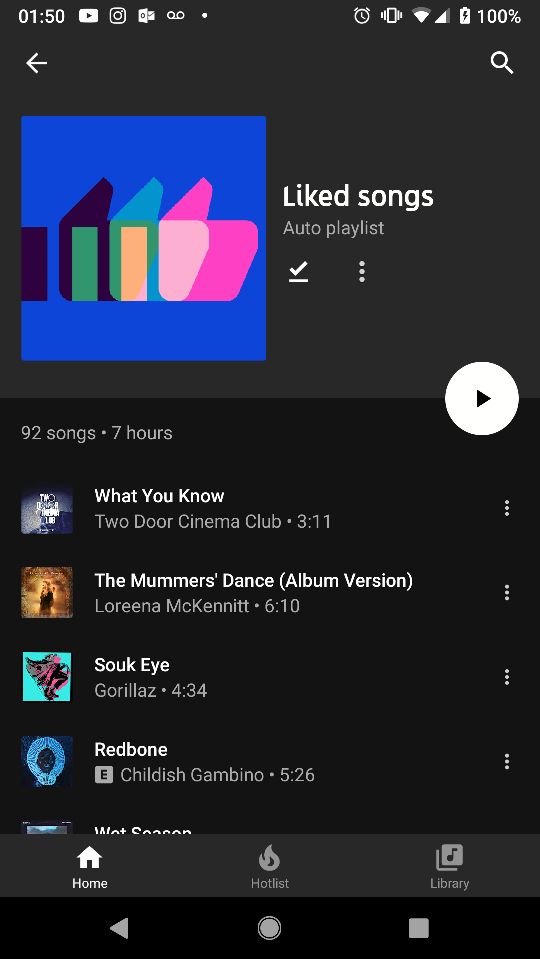 01:50 100%
Liked songs
Auto playlist
92 songs • 7 hours
What You Know
Two Door Cinema Club • 3:11
The Mummers' Dance (Album Version)
Loreena McKennitt • 6:10
Souk Eye
Gorillaz • 4:34
Redbone
E Childish Gambino • 5:26
Wet Season
Home Hotlist Library